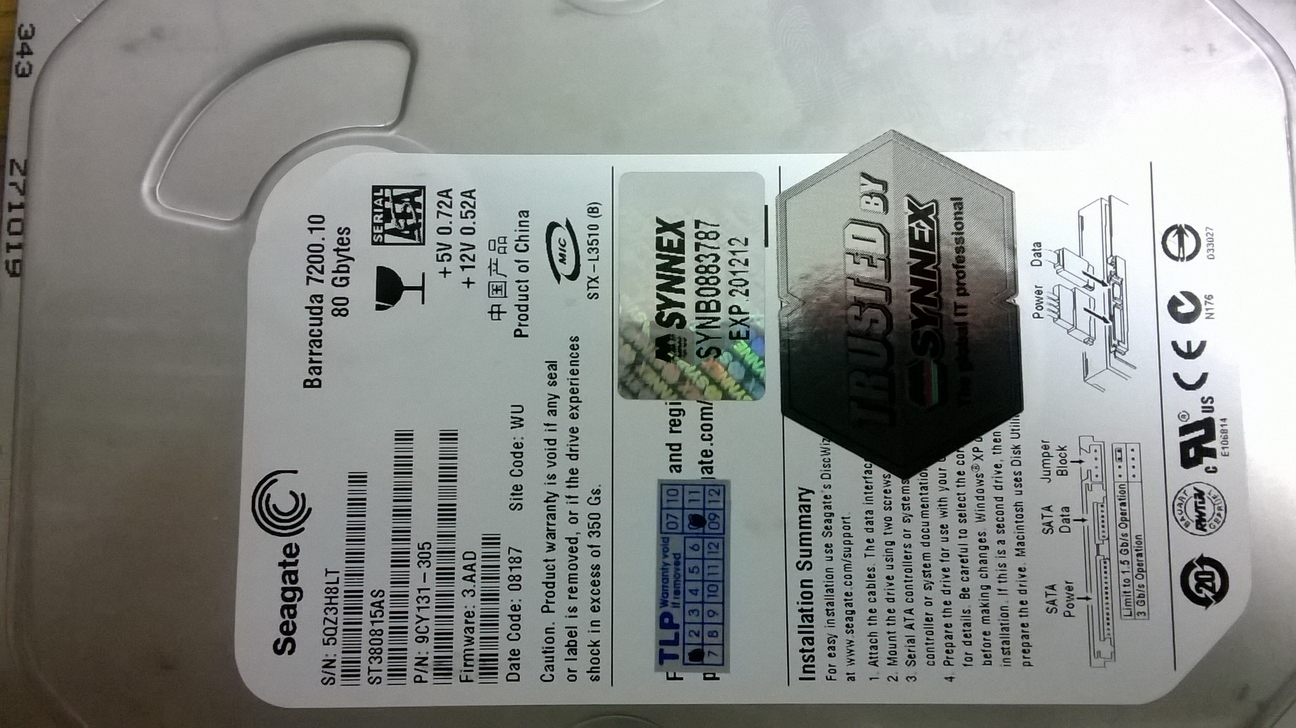 343
271019
Seagate
Barracuda 7200.10
80 Gbytes
S/N: 5QZ3H8LT
ST380815AS
P/N: 9CY131-305
Firmware: 3.AAD
Date Code: 08187 Site Code: WU
SERIAL
ATA
+5V 0.72A
+12V 0.52A
中国产品
Product of China
Caution. Product warranty is void if any seal
or label is removed, or if the drive experiences
shock in excess of 350 Gs.
MIC
STX-L3510 (B)
and regi
ate.com/
TLP Warranty void
if removed
2 3 4 5 6
7 8 9 10 11 12
07 10
11
09 12
SYNNEX
SYNB0883787
EXP 201212
TRUSTED BY
SYNNEX
The global IT professional
Installation Summary
For easy installation use Seagate's DiscWiz
at www.seagate.com/support.
1. Attach the cables. The data interfac
2. Mount the drive using two screws
3. Serial ATA controllers or systems
controller or system documentatio
4. Prepare the drive for use with your
for details. Be careful to select the cor
before making changes. Windows® XP
installation. If this is a second drive, then
prepare the drive. Macintosh uses Disk Utili
Power Data
SATA
Power
SATA
Data
Jumper
Block
Limit to 1.5 Gb/s Operation
3 Gb/s Operation
20
BAUART
RWTÜV
c UL® US
E106814
CE
N176
033027